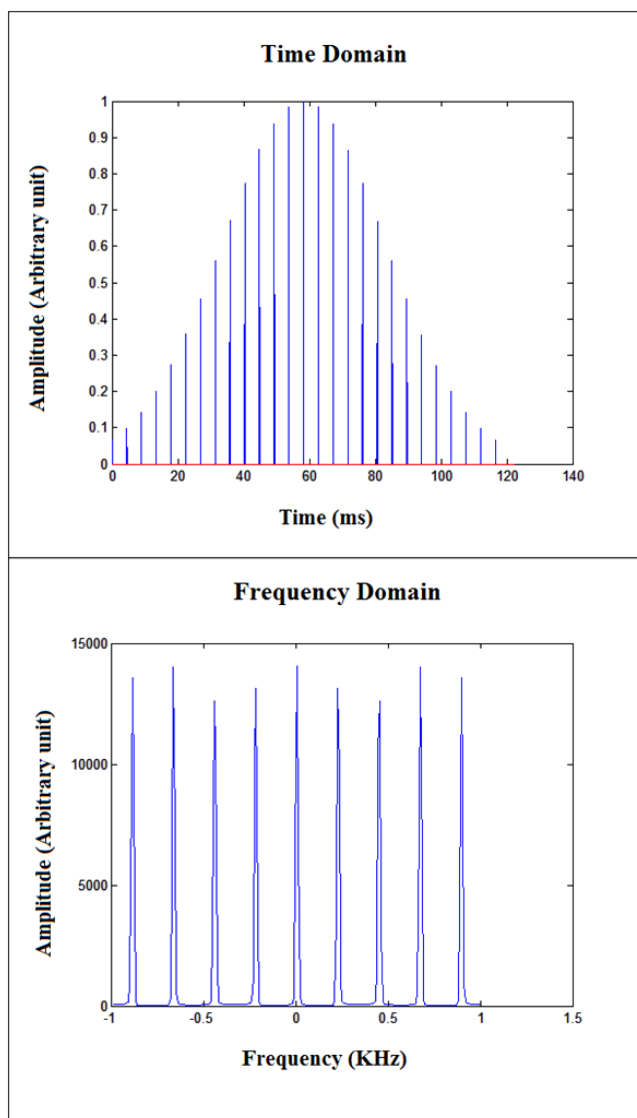 Time Domain
1
0.9
0.8
0.7
0.6
0.5
0.4
0.3
0.2
0.1
0
Amplitude (Arbitrary unit)
0 20 40 60 80 100 120 140
Time (ms)
Frequency Domain
15000
10000
5000
0
Amplitude (Arbitrary unit)
-1 -0.5 0 0.5 1 1.5
Frequency (KHz)